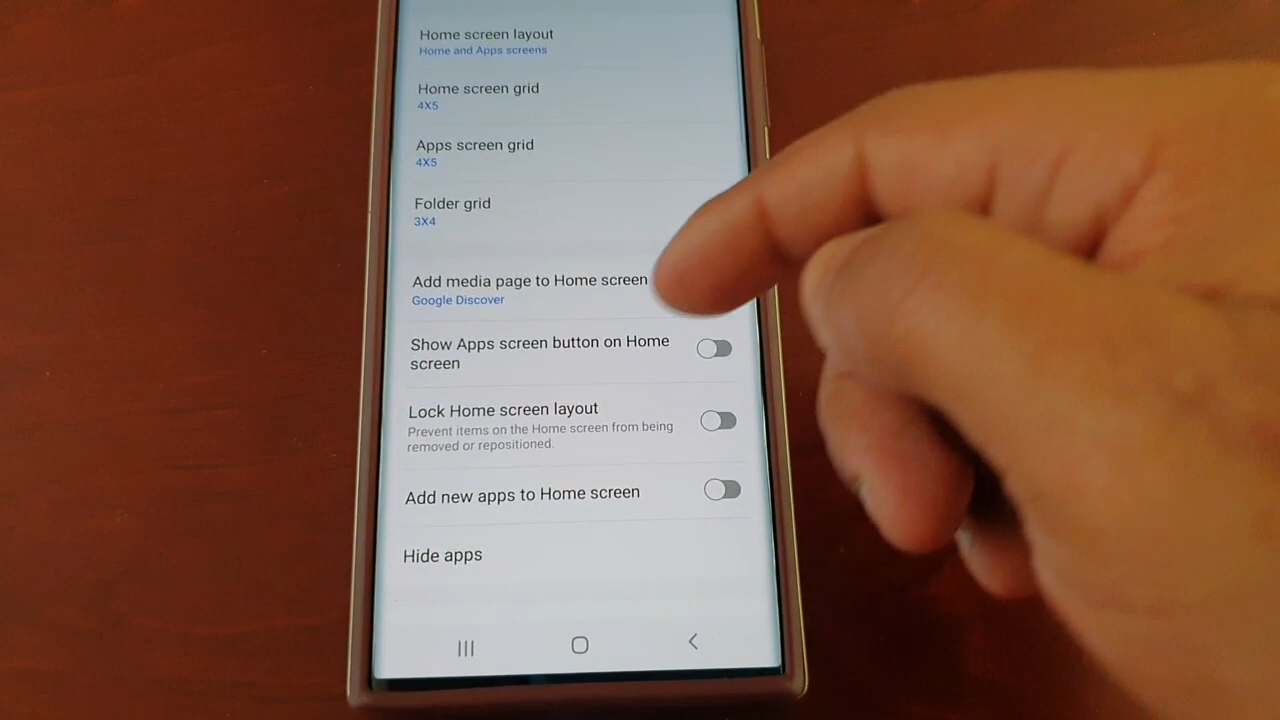 Home screen layout
Home and Apps screens
Home screen grid
4X5
Apps screen grid
4X5
Folder grid
3X4
Add media page to Home screen
Google Discover
Show Apps screen button on Home
screen
Lock Home screen layout
Prevent items on the Home screen from being
removed or repositioned.
Add new apps to Home screen
Hide apps